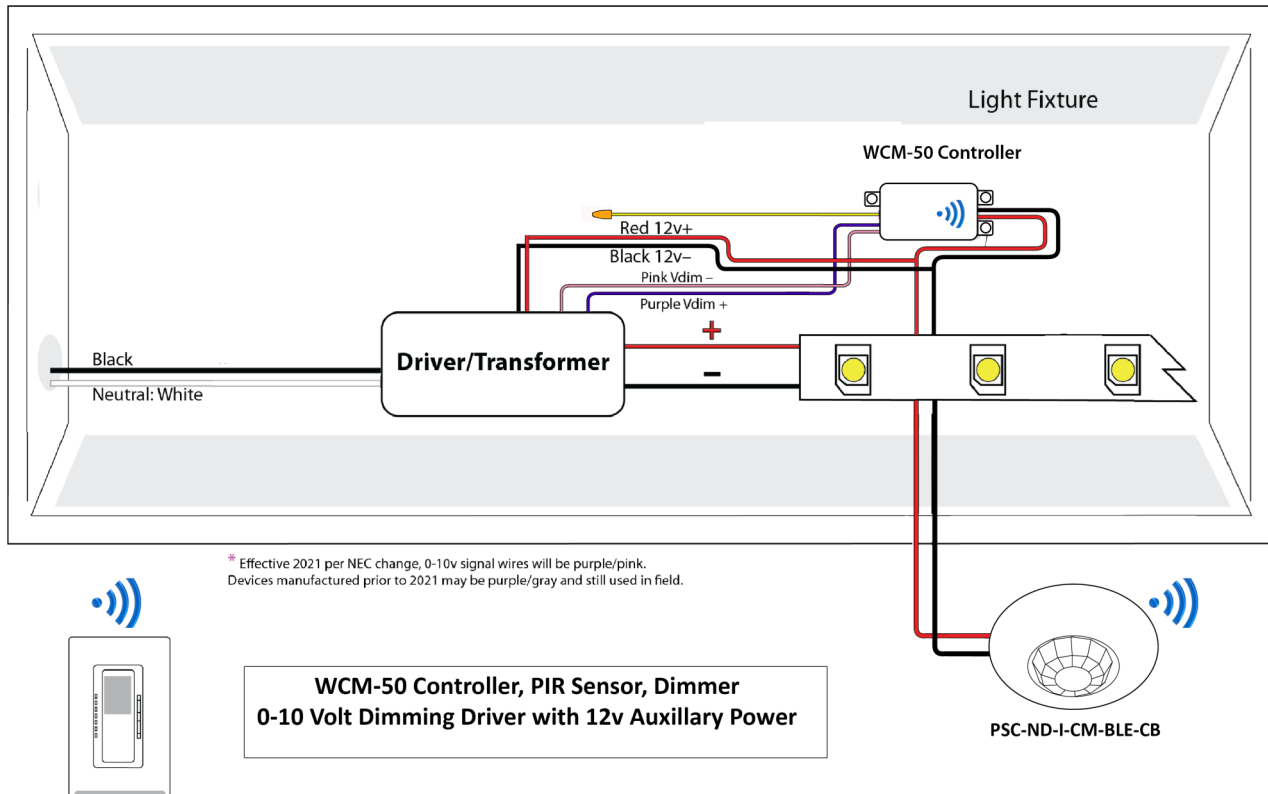 Light Fixture
WCM-50 Controller
Red 12v+
Black 12v–
Pink Vdim –
Purple Vdim +
+
–
Driver/Transformer
Black
Neutral: White
* Effective 2021 per NEC change, 0-10v signal wires will be purple/pink.
Devices manufactured prior to 2021 may be purple/gray and still used in field.
WCM-50 Controller, PIR Sensor, Dimmer
0-10 Volt Dimming Driver with 12v Auxillary Power
PSC-ND-I-CM-BLE-CB